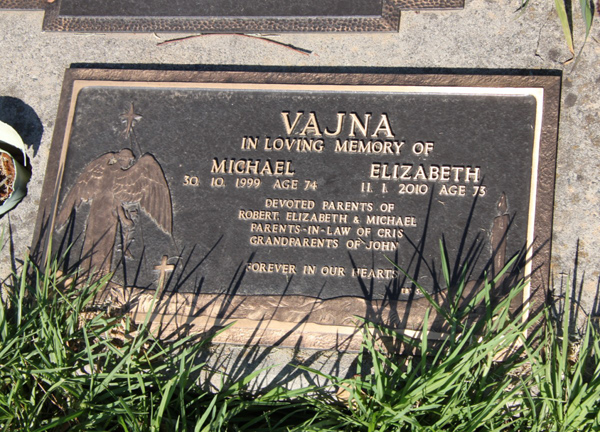 VAJNA
IN LOVING MEMORY OF
MICHAEL ELIZABETH
30. 10. 1999 AGE 74 11. 1. 2010 AGE 73
DEVOTED PARENTS OF
ROBERT, ELIZABETH & MICHAEL
PARENTS-IN-LAW OF CRIS
GRANDPARENTS OF JOHN
FOREVER IN OUR HEARTS